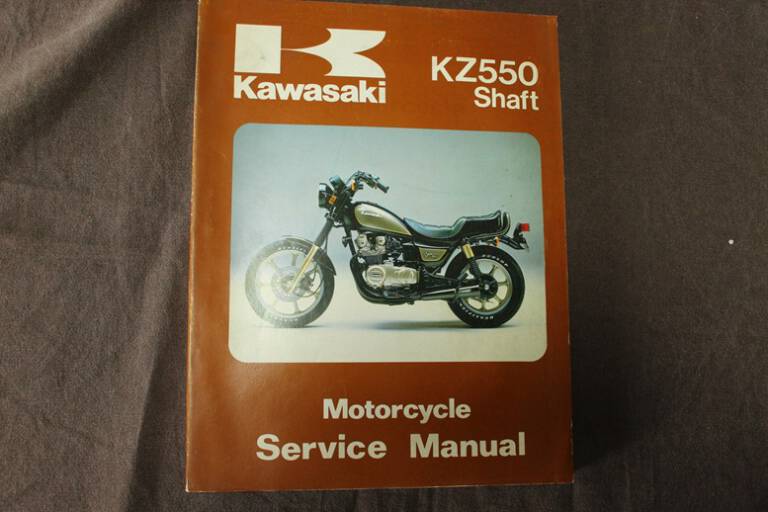 Kawasaki
KZ550
Shaft
Motorcycle
Service Manual